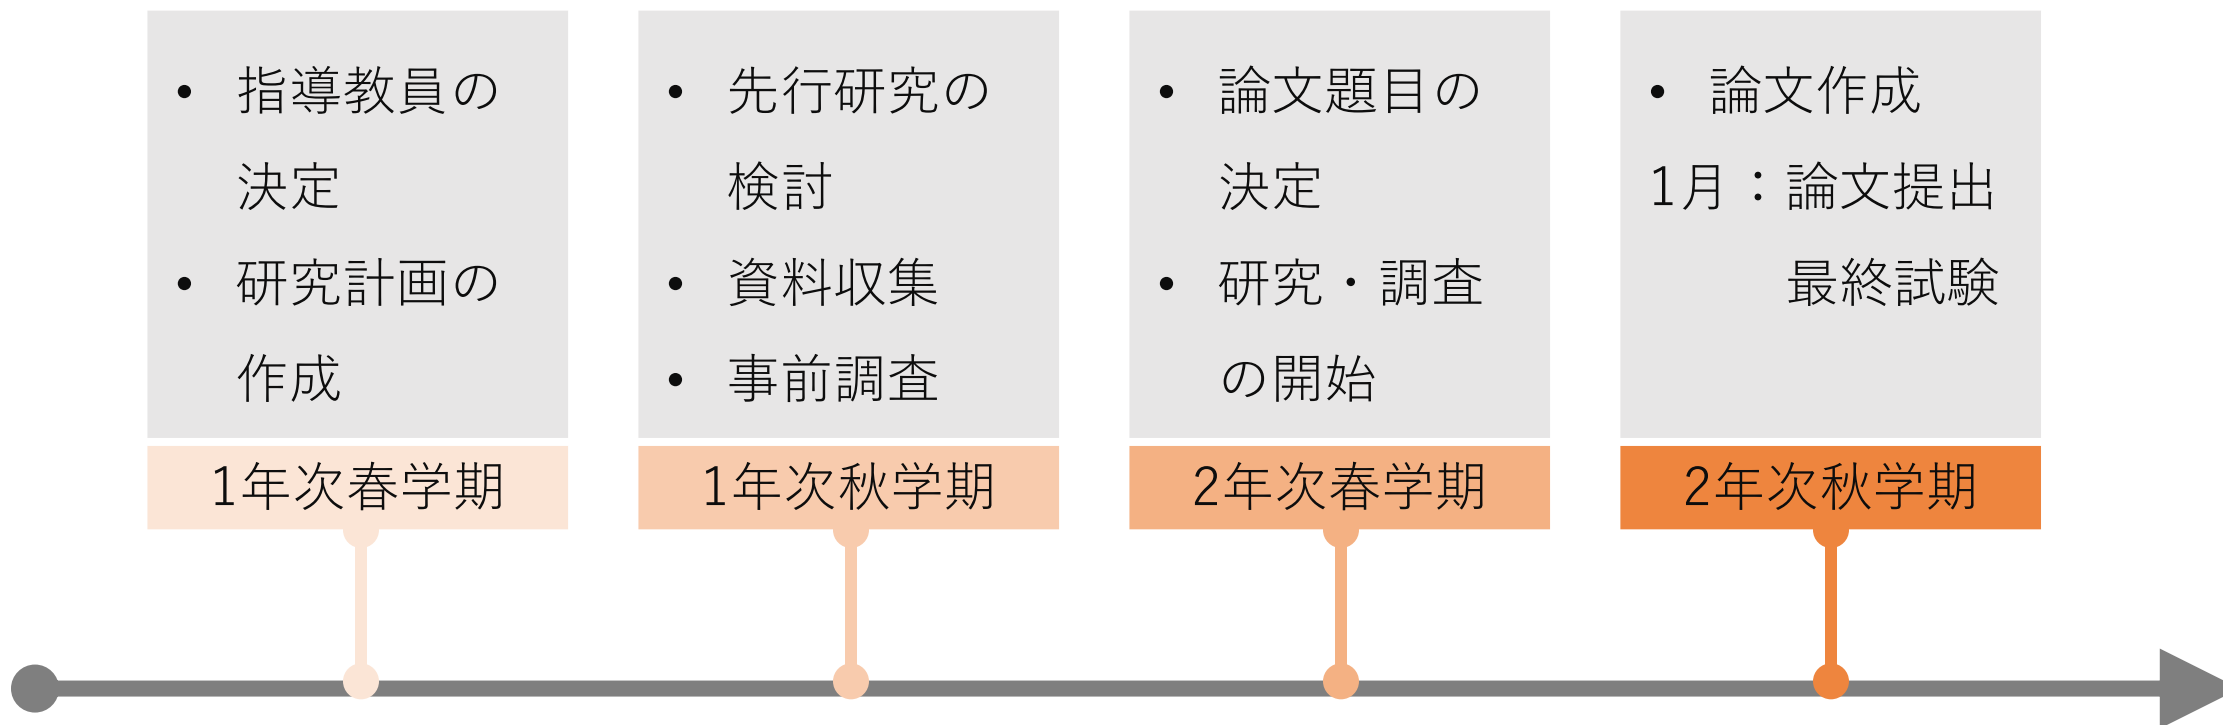 • 指導教員の
決定
• 研究計画の
作成
1年次春学期
• 先行研究の
検討
• 資料収集
• 事前調査
1年次秋学期
• 論文題目の
決定
• 研究・調査
の開始
2年次春学期
• 論文作成
1月：論文提出
最終試験
2年次秋学期